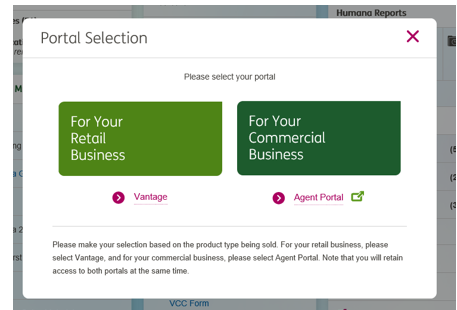 Humana Reports
Portal Selection
Please select your portal
For Your
Retail
Business
For Your
Commercial
Business
Vantage
Agent Portal
Please make your selection based on the product type being sold. For your retail business, please
select Vantage, and for your commercial business, please select Agent Portal. Note that you will retain
access to both portals at the same time.
VCC Form